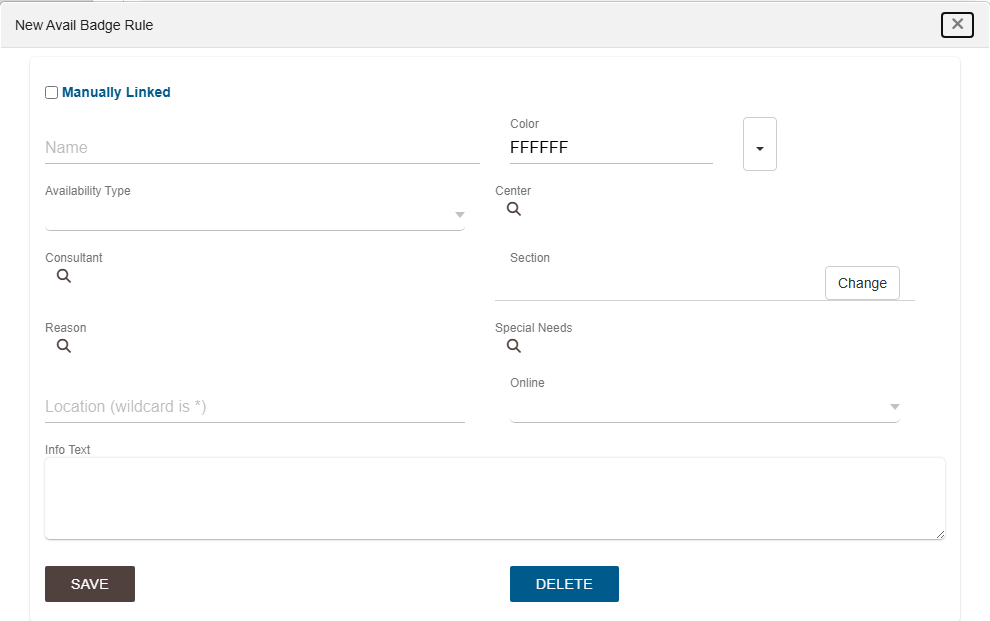 New Avail Badge Rule
Manually Linked
Name
Color
FFFFFF
Availability Type
Center
Consultant
Section
Change
Reason
Special Needs
Location (wildcard is *)
Online
Info Text
SAVE
DELETE